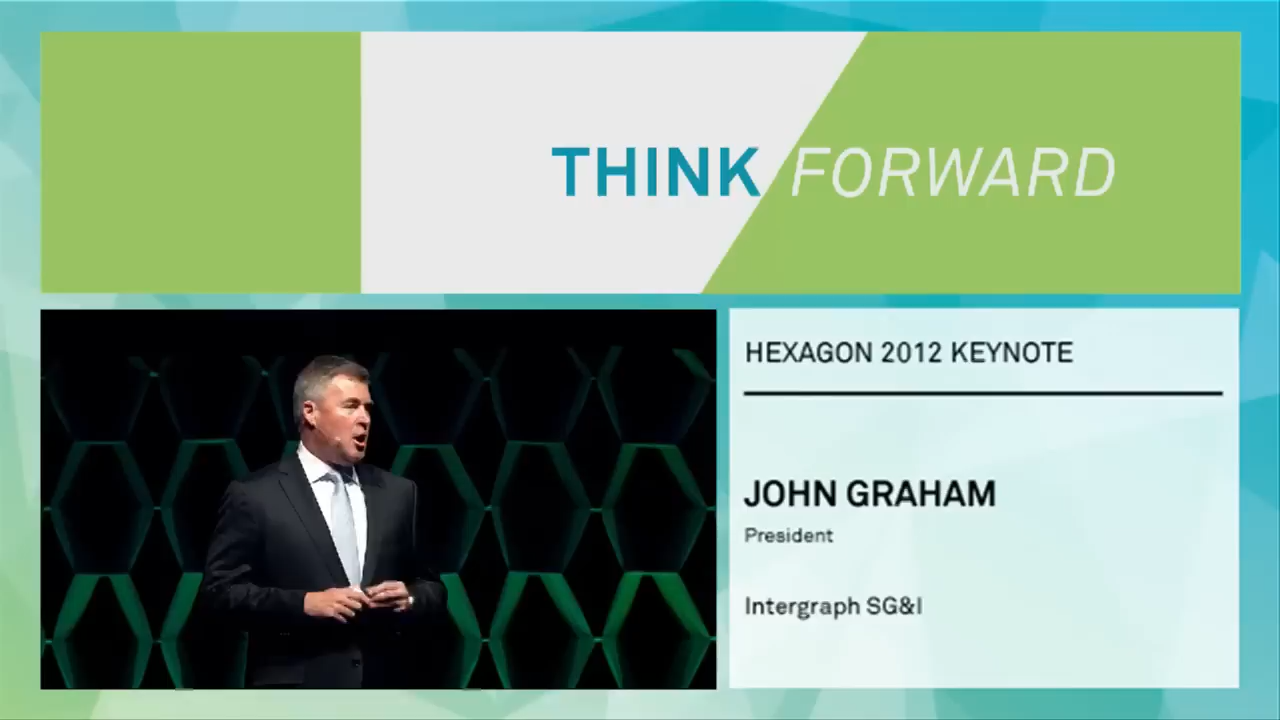 THINK FORWARD
HEXAGON 2012 KEYNOTE
JOHN GRAHAM
President
Intergraph SG&I